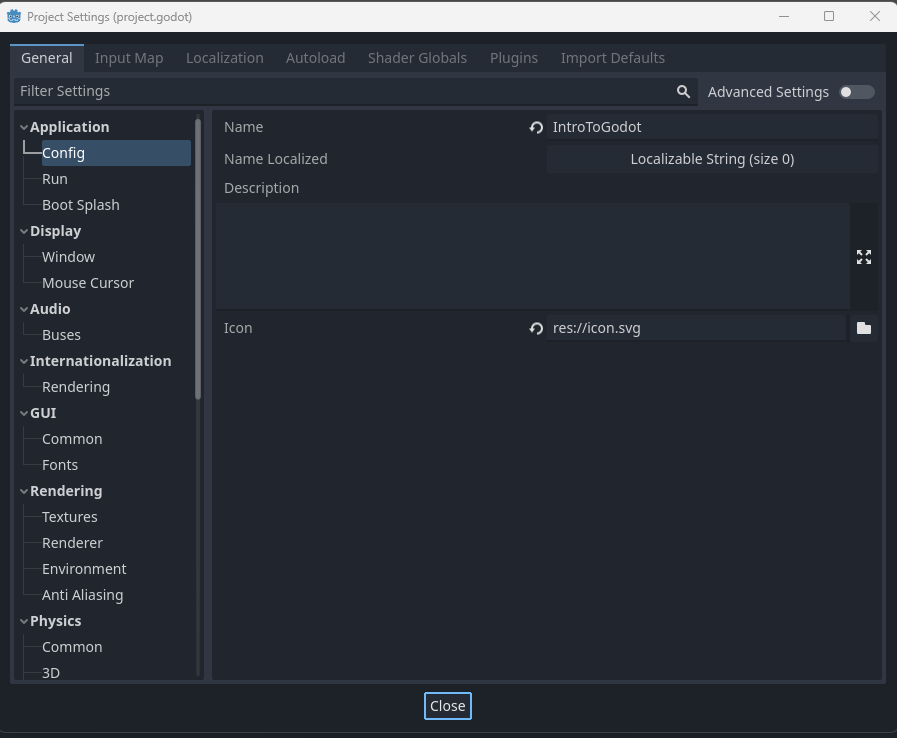 Project Settings (project.godot)
General Input Map Localization Autoload Shader Globals Plugins Import Defaults
Filter Settings Advanced Settings
Application
Config
Run
Boot Splash
Display
Window
Mouse Cursor
Audio
Buses
Internationalization
Rendering
GUI
Common
Fonts
Rendering
Textures
Renderer
Environment
Anti Aliasing
Physics
Common
3D
Name IntroToGodot
Name Localized Localizable String (size 0)
Description
Icon res://icon.svg
Close